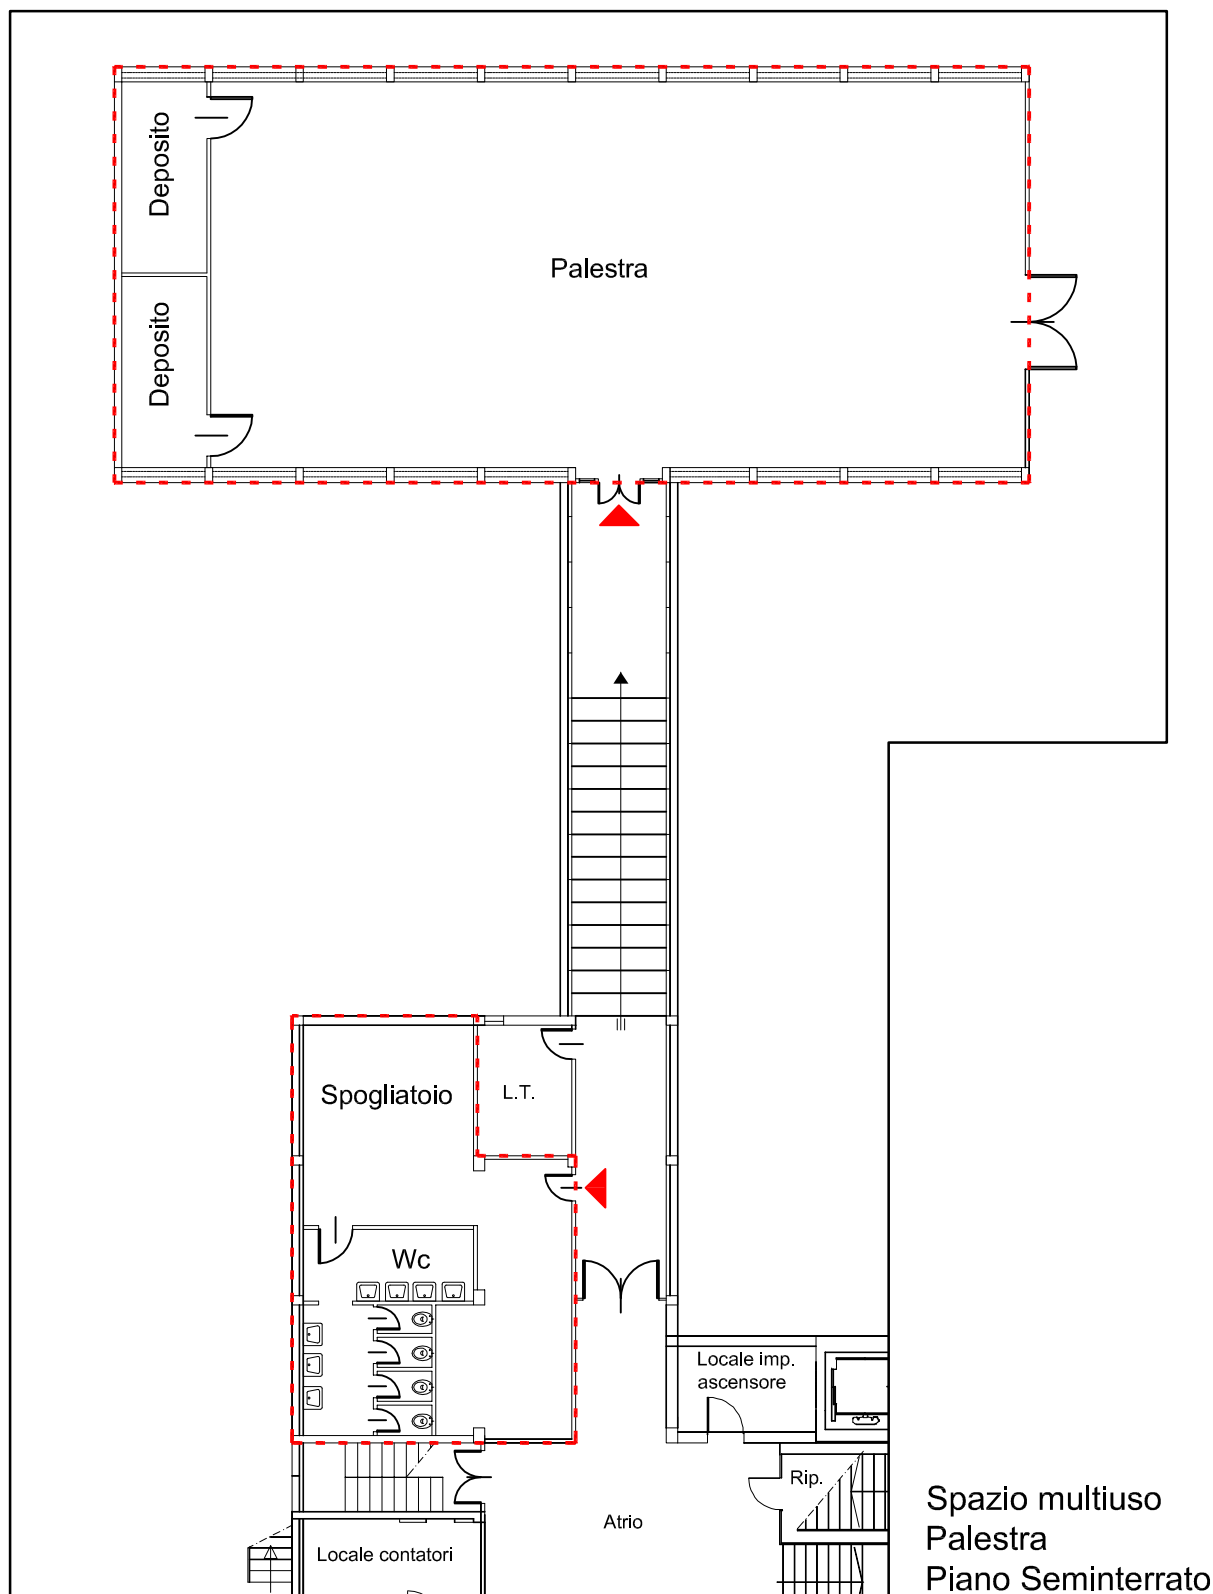 Deposito
Palestra
Deposito
Spogliatoio
L.T.
Wc
Locale imp.
ascensore
Rip.
Atrio
Locale contatori
Spazio multiuso
Palestra
Piano Seminterrato